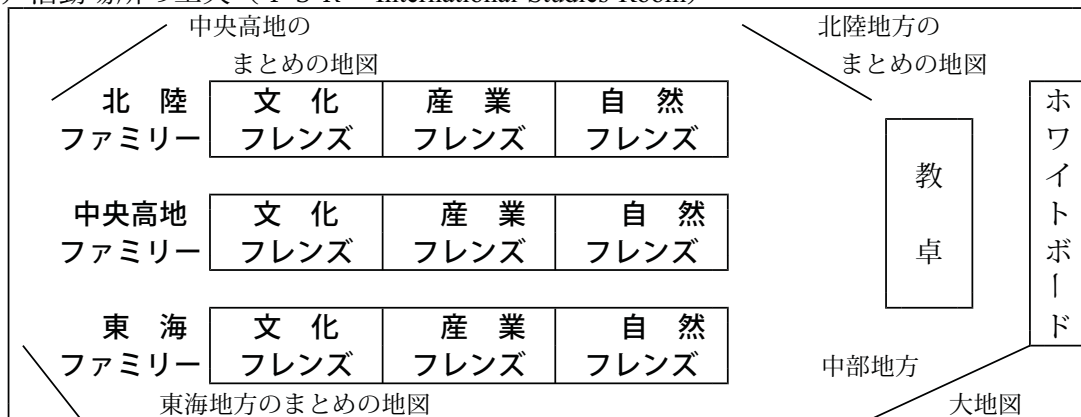 活動場所の工夫（ＩＳＲ International Studies Room）
中央高地の
まとめの地図
北陸地方の
まとめの地図
北　陸
ファミリー
文　化
フレンズ
産　業
フレンズ
自　然
フレンズ
中央高地
ファミリー
文　化
フレンズ
産　業
フレンズ
自　然
フレンズ
東　海
ファミリー
文　化
フレンズ
産　業
フレンズ
自　然
フレンズ
教卓
ホワイトボード
東海地方のまとめの地図
中部地方
大地図